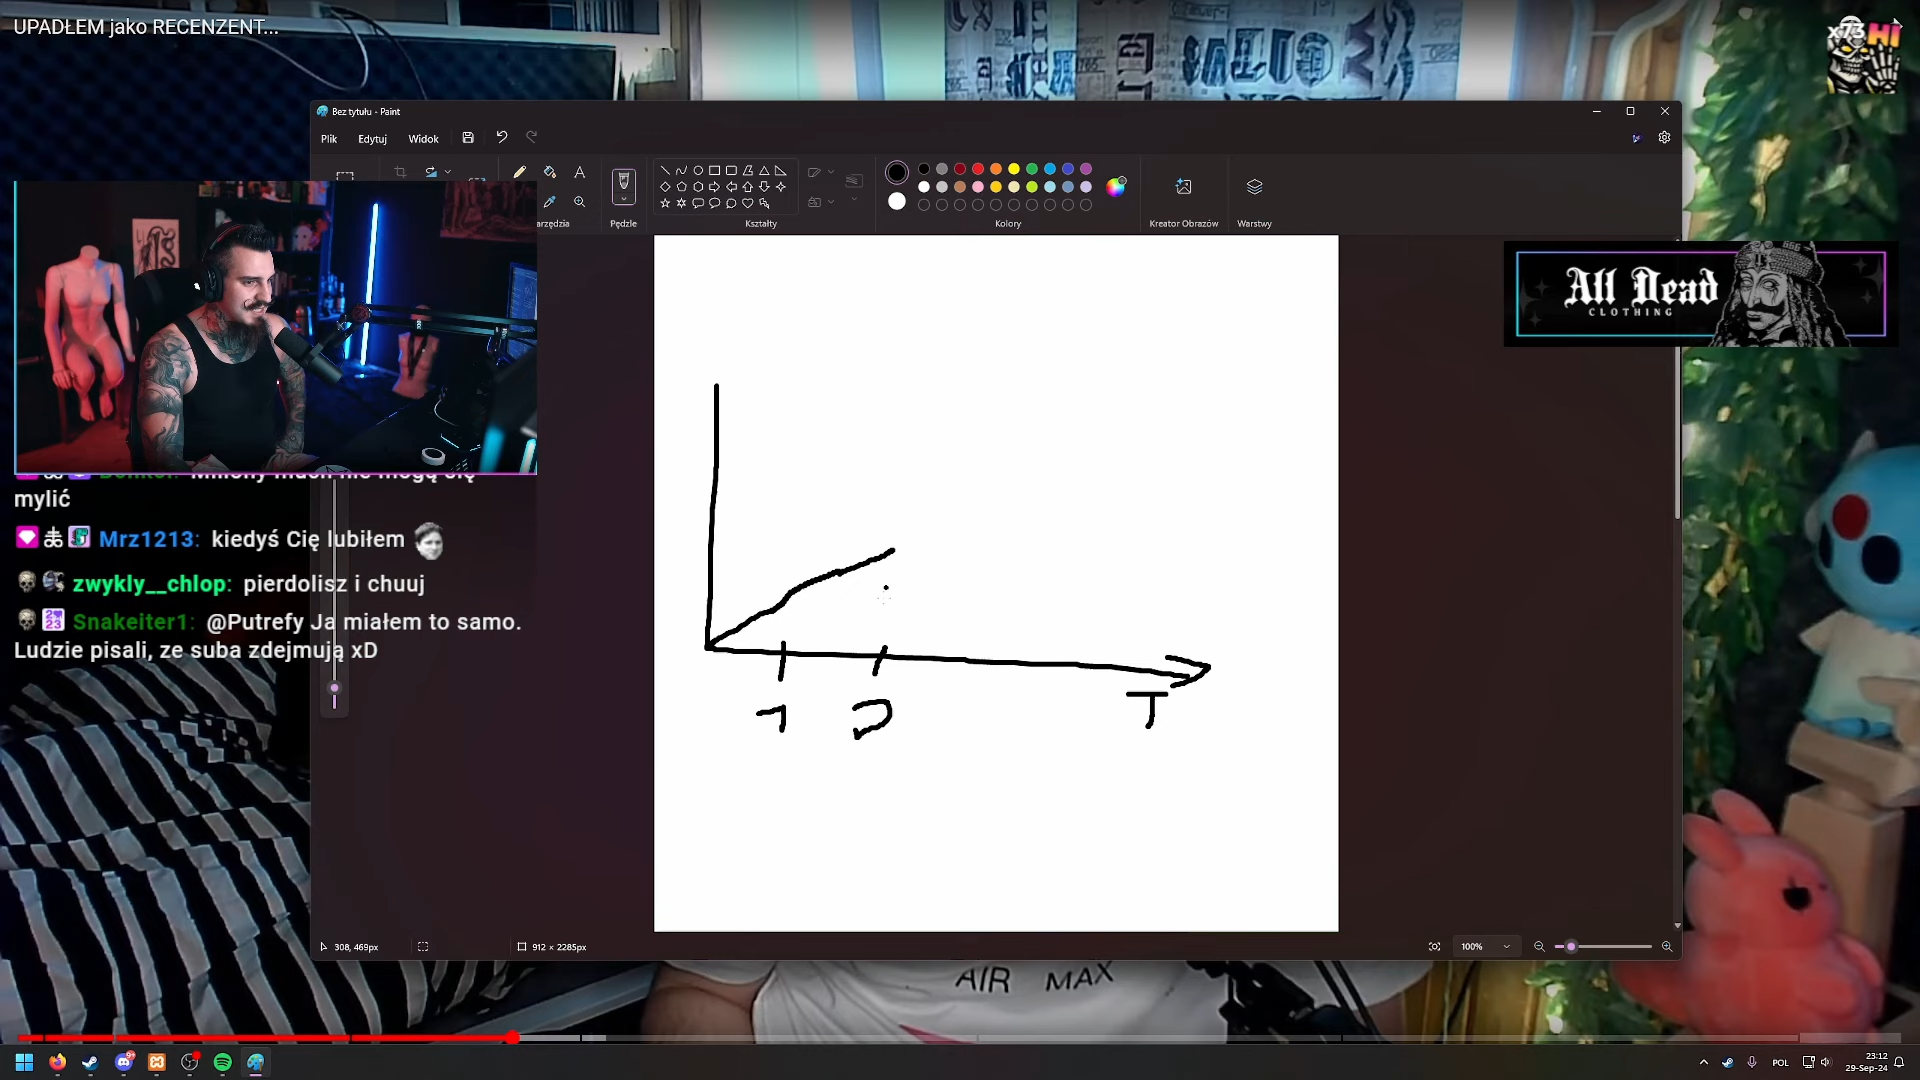 UPADŁEM jako RECENZENT...
x73
HI
Bez tytułu - Paint
Plik Edytuj Widok
Pędzle
Kształty
Kolory
Kreator Obrazów
Warstwy
All Dead
CLOTHING
mylić
Mrz1213: kiedyś Cię lubiłem
zwykly__chlop: pierdolisz i chuuj
Snakeiter1: @Putrefy Ja miałem to samo.
Ludzie pisali, ze suba zdejmują xD
1 2 T
308, 469px
912 × 2285px
100%
AIR MAX
POL
23:12
29-Sep-24